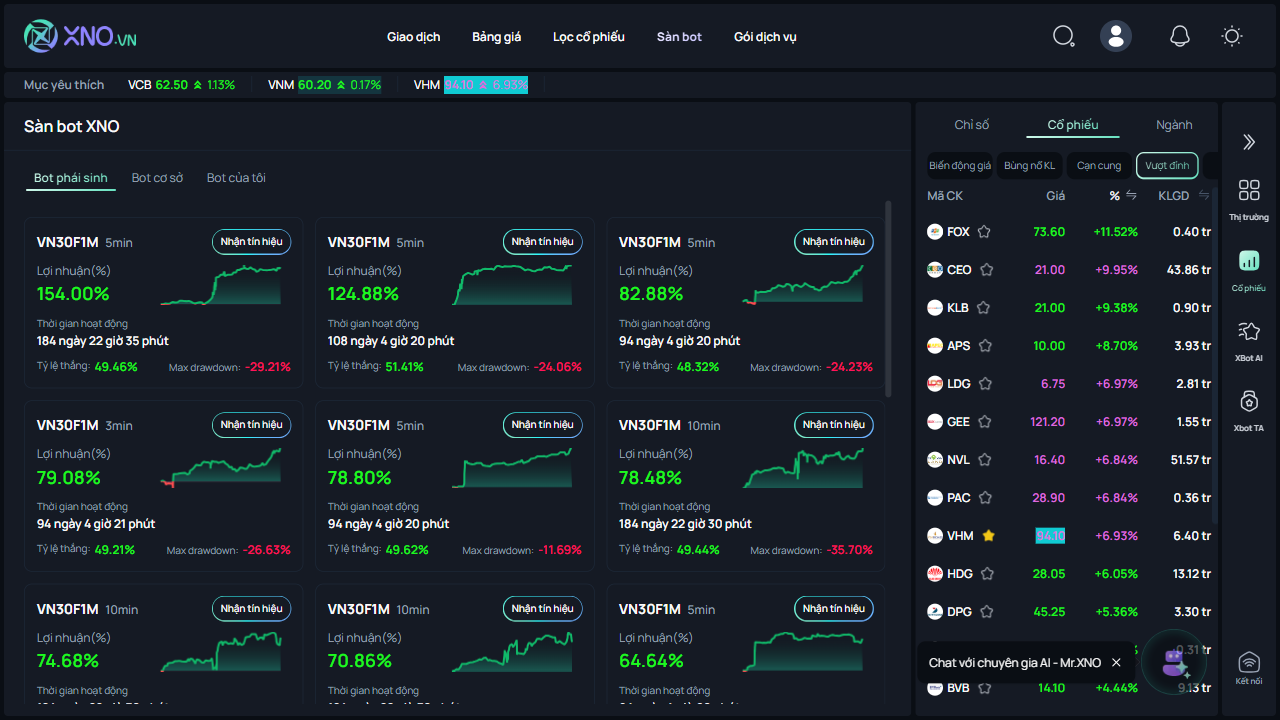 XNO.VN
Giao dịch Bảng giá Lọc cổ phiếu Sàn bot Gói dịch vụ
Mục yêu thích VCB 62.50 1.13% VNM 60.20 0.17% VHM 94.10 6.93%
Sàn bot XNO
Bot phái sinh Bot cơ sở Bot của tôi
VN30F1M 5min Nhận tín hiệu
Lợi nhuận(%)
154.00%
Thời gian hoạt động
184 ngày 22 giờ 35 phút
Tỷ lệ thắng: 49.46% Max drawdown: -29.21%
VN30F1M 5min Nhận tín hiệu
Lợi nhuận(%)
124.88%
Thời gian hoạt động
108 ngày 4 giờ 20 phút
Tỷ lệ thắng: 51.41% Max drawdown: -24.06%
VN30F1M 5min Nhận tín hiệu
Lợi nhuận(%)
82.88%
Thời gian hoạt động
94 ngày 4 giờ 20 phút
Tỷ lệ thắng: 48.32% Max drawdown: -24.23%
VN30F1M 3min Nhận tín hiệu
Lợi nhuận(%)
79.08%
Thời gian hoạt động
94 ngày 4 giờ 21 phút
Tỷ lệ thắng: 49.21% Max drawdown: -26.63%
VN30F1M 5min Nhận tín hiệu
Lợi nhuận(%)
78.80%
Thời gian hoạt động
94 ngày 4 giờ 20 phút
Tỷ lệ thắng: 49.62% Max drawdown: -11.69%
VN30F1M 10min Nhận tín hiệu
Lợi nhuận(%)
78.48%
Thời gian hoạt động
184 ngày 22 giờ 30 phút
Tỷ lệ thắng: 49.44% Max drawdown: -35.70%
VN30F1M 10min Nhận tín hiệu
Lợi nhuận(%)
74.68%
Thời gian hoạt động
VN30F1M 10min Nhận tín hiệu
Lợi nhuận(%)
70.86%
Thời gian hoạt động
VN30F1M 5min Nhận tín hiệu
Lợi nhuận(%)
64.64%
Thời gian hoạt động
Chỉ số Cổ phiếu Ngành
Biến động giá Bùng nổ KL Cạn cung Vượt đỉnh
Mã CK Giá % KLGD
FOX 73.60 +11.52% 0.40 tr
CEO 21.00 +9.95% 43.86 tr
KLB 21.00 +9.38% 0.90 tr
APS 10.00 +8.70% 3.93 tr
LDG 6.75 +6.97% 2.81 tr
GEE 121.20 +6.97% 1.55 tr
NVL 16.40 +6.84% 51.57 tr
PAC 28.90 +6.84% 0.36 tr
VHM 94.10 +6.93% 6.40 tr
HDG 28.05 +6.05% 13.12 tr
DPG 45.25 +5.36% 3.30 tr
0.31 tr
Chat với chuyên gia AI - Mr.XNO
BVB 14.10 +4.44% 9.13 tr
Thị trường
Cổ phiếu
XBot AI
Xbot TA
Kết nối